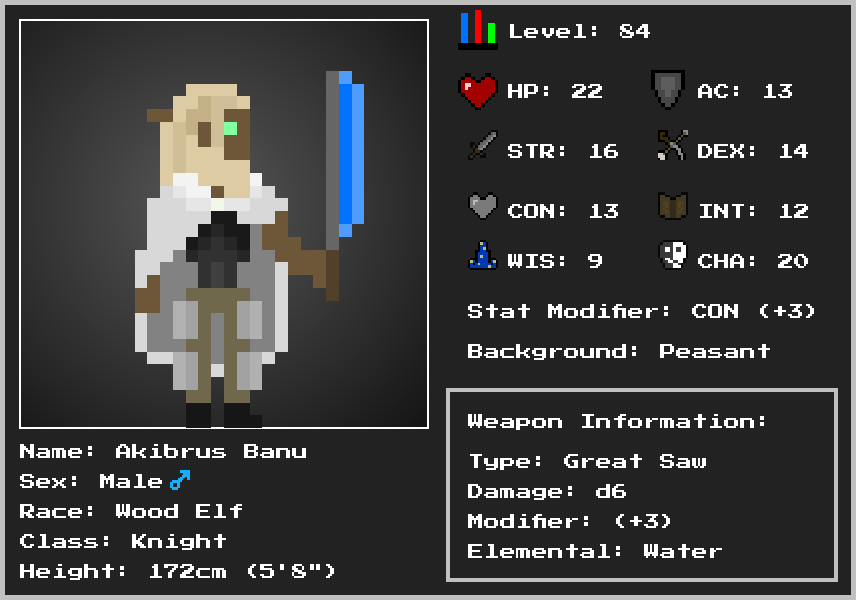 Level: 84
HP: 22
AC: 13
STR: 16
DEX: 14
CON: 13
INT: 12
WIS: 9
CHA: 20
Stat Modifier: CON (+3)
Background: Peasant
Weapon Information:
Type: Great Saw
Damage: d6
Modifier: (+3)
Elemental: Water
Name: Akibrus Banu
Sex: Male ♂
Race: Wood Elf
Class: Knight
Height: 172cm (5'8")